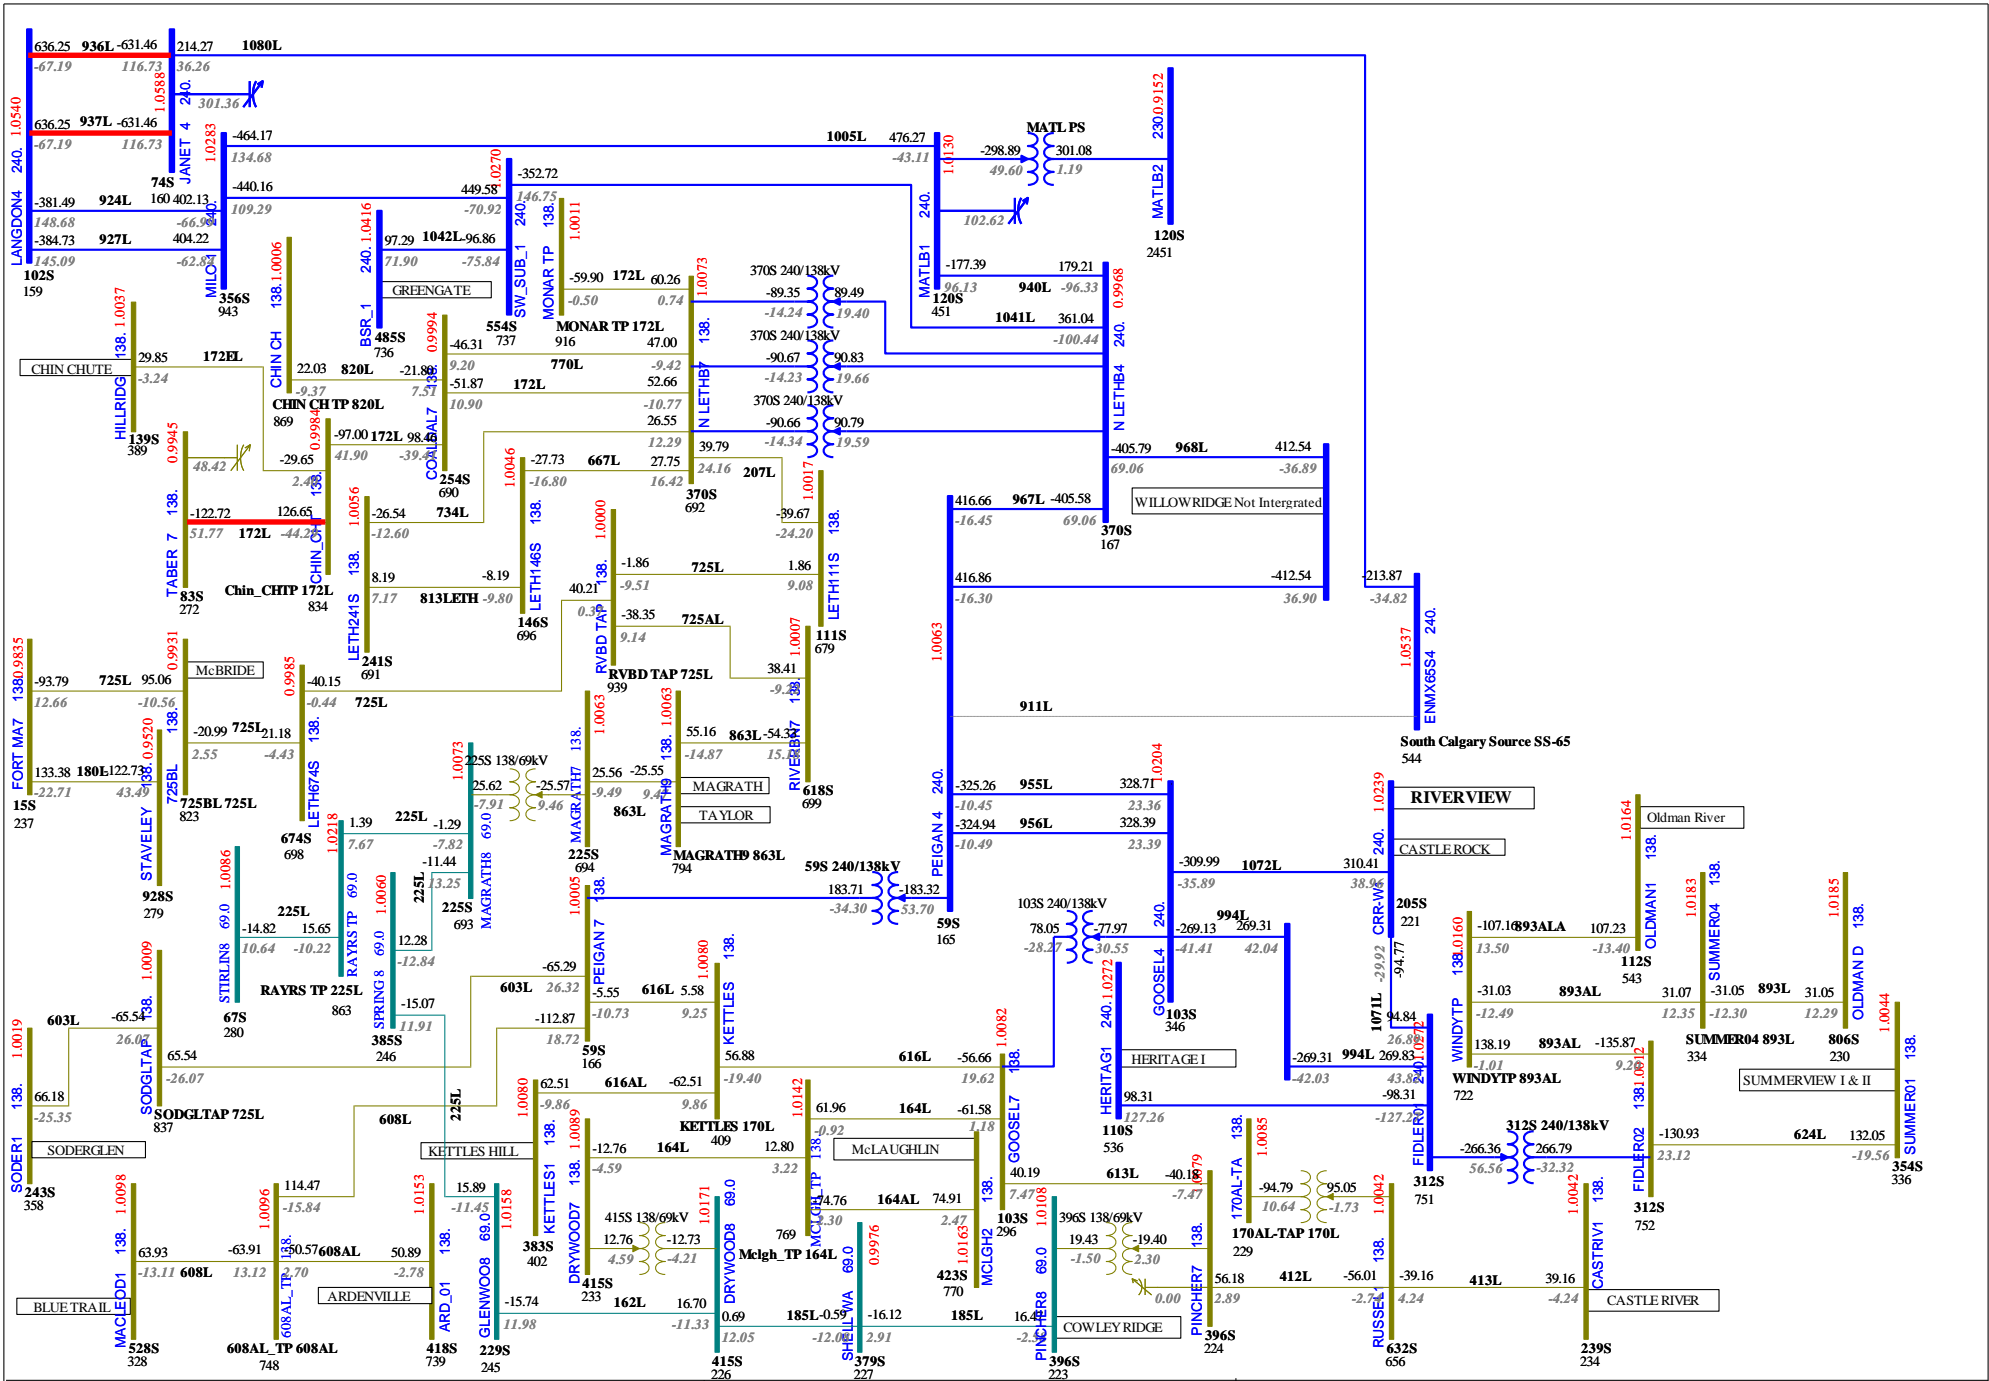 636.25 936L -631.46 214.27 1080L
-67.19 116.73 36.26
1.0540
1.0588
301.36
636.25 937L -631.46
-67.19 116.73
LANGDON4 240.
JANET 4 240.
74S
160
-381.49 924L 402.13
148.68
-384.73 927L 404.22
145.09
102S
159
1.0283
MILO 1 240.
356S
943
-464.17 1005L 476.27
134.68 -43.11
-440.16 449.58
109.29 -70.92
1.0270
-352.72
146.75
SW_SUB_1 240.
554S
737
1.0416
97.29 1042L -96.86
71.90 -75.84
BSR_1 240.
GREENGATE
485S
736
1.0130
MATL PS
-298.89 301.08
49.60 1.19
102.62
MATLB1 240.
120S
451
230.0.9152
MATLB2
120S
2451
-177.39 940L 179.21
96.13 -96.33
1041L 361.04
-100.44
0.9968
N LETHB4 240.
-405.79 968L 412.54
69.06 -36.89
WILLOWRIDGE Not Intergrated
416.66 967L -405.58
-16.45 69.06
370S
167
416.86 -412.54
-16.30 36.90
-213.87
-34.82
1.0537
ENMX65S4 240.
911L
South Calgary Source SS-65
544
1.0011
MONAR TP 138.
-59.90 172L 60.26
-0.50 0.74
MONAR TP 172L
916
1.0073
N LETHB7 138.
370S 240/138kV
-89.35 89.49
-14.24 19.40
370S 240/138kV
-90.67 90.83
-14.23 19.66
370S 240/138kV
-90.66 90.79
-14.34 19.59
-46.31 770L 47.00
9.20 -9.42
-51.87 172L 52.66
10.90 -10.77
26.55
12.29
39.79
24.16
207L
-27.73 667L 27.75
-16.80 16.42
370S
692
1.0006
CHIN CH 138.
22.03 820L
-9.37 7.51
CHIN CH TP 820L
869
0.9994
COALDAL7 138.
254S
690
1.0037
HILLRIDG 138.
CHIN CHUTE
29.85 172EL -29.65
-3.24
139S
389
0.9984
-97.00 172L
41.90
0.9945
48.42
TABER 7 138.
-122.72 172L 126.65
51.77
83S
272
Chin_CHTP 172L
834
1.0056
-26.54 734L
-12.60
8.19 813LETH -8.19
7.17 -9.80
LETH241S 138.
241S
691
1.0046
LETH146S 138.
146S
696
1.0000
RVBD TAP 138.
-1.86 725L 1.86
-9.51 9.08
40.21
-38.35 725AL 38.41
9.14
RVBD TAP 725L
939
1.0017
-39.67
-24.20
LETH111S 138.
111S
679
1.0007
RIVERBR7 138.
618S
699
0.9835
FORT MA7 138.
-93.79 725L 95.06
12.66 -10.56
133.38 180L 122.73
-22.71 43.49
15S
237
0.9931
McBRIDE
-20.99 725L 21.18
2.55 -4.43
725BL 138.
725BL 725L
823
0.9520
STAVELEY 138.
928S
279
0.9985
-40.15 725L
-0.44
LETH674S 138.
674S
698
1.0063
MAGRATH7 138.
25.56 863L -25.55
-9.49
225S
694
1.0063
MAGRATH9 138.
55.16 863L
-14.87
MAGRATH
TAYLOR
MAGRATH9 863L
794
1.0073
225S 138/69kV
25.62 -25.57
-7.91 9.46
MAGRATH8 69.0
225S
693
1.0218
1.39 225L -1.29
7.67 -7.82
RAYRS TP 69.0
RAYRS TP 225L
863
1.0086
STIRLIN8 69.0
-14.82 225L 15.65
10.64 -10.22
67S
280
1.0060
SPRING 8 69.0
-11.44
13.25
225L
12.28
-12.84
-15.07
11.91
385S
246
1.0063
PEIGAN 4 240.
-325.26 955L 328.71
-10.45 23.36
-324.94 956L 328.39
-10.49 23.39
59S
165
59S 240/138kV
183.71 -183.32
-34.30 53.70
1.0005
PEIGAN 7 138.
-65.29 603L
26.32
-5.55 616L 5.58
-10.73 9.25
-112.87
18.72
59S
166
1.0080
KETTLES 138.
56.88 616L -56.66
-19.40 19.62
KETTLES 170L
409
1.0080
62.51 616AL -62.51
-9.86 9.86
KETTLES HILL
KETTLES1 138.
383S
402
1.0204
-309.99 1072L 310.41
-35.89 38.96
-269.13 994L 269.31
-41.41 42.04
GOOSEL4 240.
103S
346
103S 240/138kV
78.05 -77.97
-28.27 30.55
1.0239
RIVERVIEW
CASTLE ROCK
205S
221
-94.77
-29.92
1071L
94.84
-269.31 994L 269.83
-42.03
1.0272
HERITAG1 240.
HERITAGE I
98.31 -98.31
127.26
110S
536
1.0272
FIDLER01 240.
312S
751
312S 240/138kV
-266.36 266.79
56.56 -32.32
1.0160
WINDYTP 138.
-107.16 893ALA 107.23
13.50 -13.40
-31.03 893AL 31.07
-12.49 12.35
138.19 893AL -135.87
-1.01
WINDYTP 893AL
722
1.0164
Oldman River
OLDMAN1 138.
112S
543
1.0183
SUMMER04 138.
-31.05 893L 31.05
-12.30 12.29
SUMMER04 893L
334
1.0185
OLDMAN D 138.
806S
230
1.0044
SUMMERVIEW I & II
SUMMER01 138.
354S
336
FIDLER02 138.
-130.93 624L 132.05
23.12 -19.56
312S
752
1.0009
SODGLTAP 138.
603L -65.54
65.54
-26.07
SODGLTAP 725L
837
1.0019
SODER1 138.
66.18
-25.35
SODERGLEN
243S
358
608L
225L
1.0098
MACLEOD1 138.
63.93 608L -63.91
-13.11 13.12
BLUE TRAIL
528S
328
1.0096
608AL_TP 138.
114.47
-15.84
608AL 50.89
-2.78
608AL_TP 608AL
748
1.0153
ARDENVILLE
ARD_01 138.
418S
739
15.89
-11.45
1.0158
GLENWOO8 69.0
-15.74 162L 16.70
11.98 -11.33
229S
245
1.0089
DRYWOOD7 138.
-12.76 164L 12.80
-4.59 3.22
415S 138/69kV
12.76 -12.73
4.59 -4.21
415S
233
1.0171
DRYWOOD8 69.0
0.69 185L -0.59
12.05
415S
226
1.0142
61.96 164L -61.58
-0.92 1.18
McLAUGHLIN
-74.76 164AL 74.91
2.47
MCLGH_TP 138.
769
Mclgh_TP 164L
0.9976
SHELL WA 69.0
-16.12 185L
2.91
379S
227
1.0163
MCLGH2 138.
423S
770
1.0082
GOOSEL7 138.
40.19 613L -40.18
7.47 -7.47
103S
296
1.0108
396S 138/69kV
19.43 -19.40
-1.50 2.30
0.00
PINCHER8 69.0
COWLEY RIDGE
396S
223
PINCHER7 138.
56.18 412L -56.01
2.89
396S
224
1.0085
170AL-TA 138.
-94.79 95.05
10.64 -1.73
170AL-TAP 170L
229
1.0042
-39.16 413L 39.16
4.24 -4.24
632S
656
1.0042
CASTRIV1 138.
CASTLE RIVER
239S
234